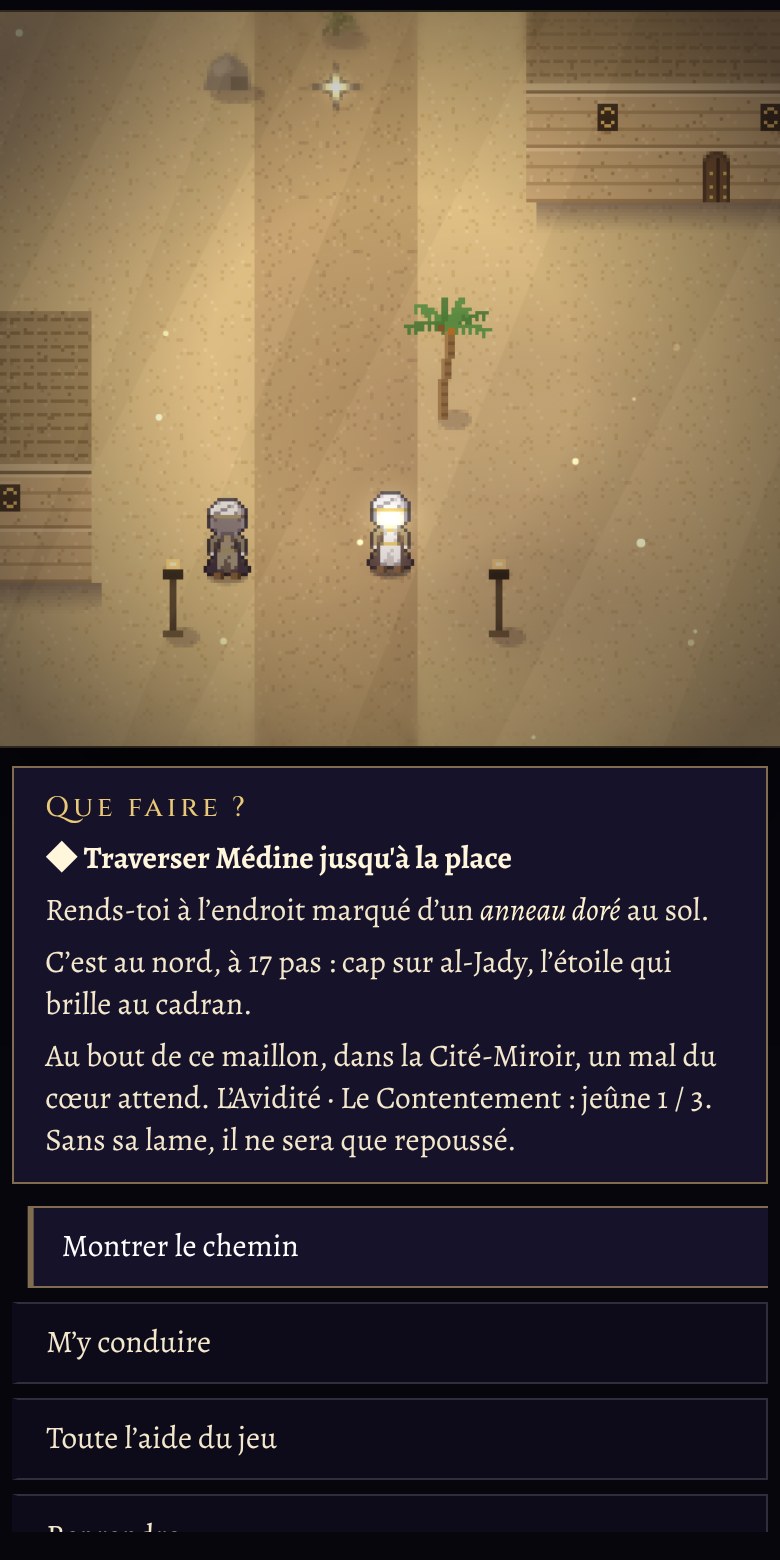 QUE FAIRE ?
◆ Traverser Médine jusqu'à la place
Rends-toi à l’endroit marqué d’un anneau doré au sol.
C’est au nord, à 17 pas : cap sur al-Jady, l’étoile qui
brille au cadran.
Au bout de ce maillon, dans la Cité-Miroir, un mal du
cœur attend. L’Avidité · Le Contentement : jeûne 1 / 3.
Sans sa lame, il ne sera que repoussé.
Montrer le chemin
M’y conduire
Toute l’aide du jeu